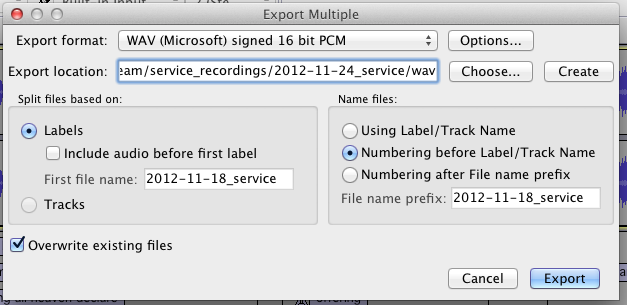 Export Multiple
Export format: WAV (Microsoft) signed 16 bit PCM Options...
Export location: eam/service_recordings/2012-11-24_service/wav Choose... Create
Split files based on:
Labels
Include audio before first label
First file name: 2012-11-18_service
Tracks
Name files:
Using Label/Track Name
Numbering before Label/Track Name
Numbering after File name prefix
File name prefix: 2012-11-18_service
Overwrite existing files
Cancel Export